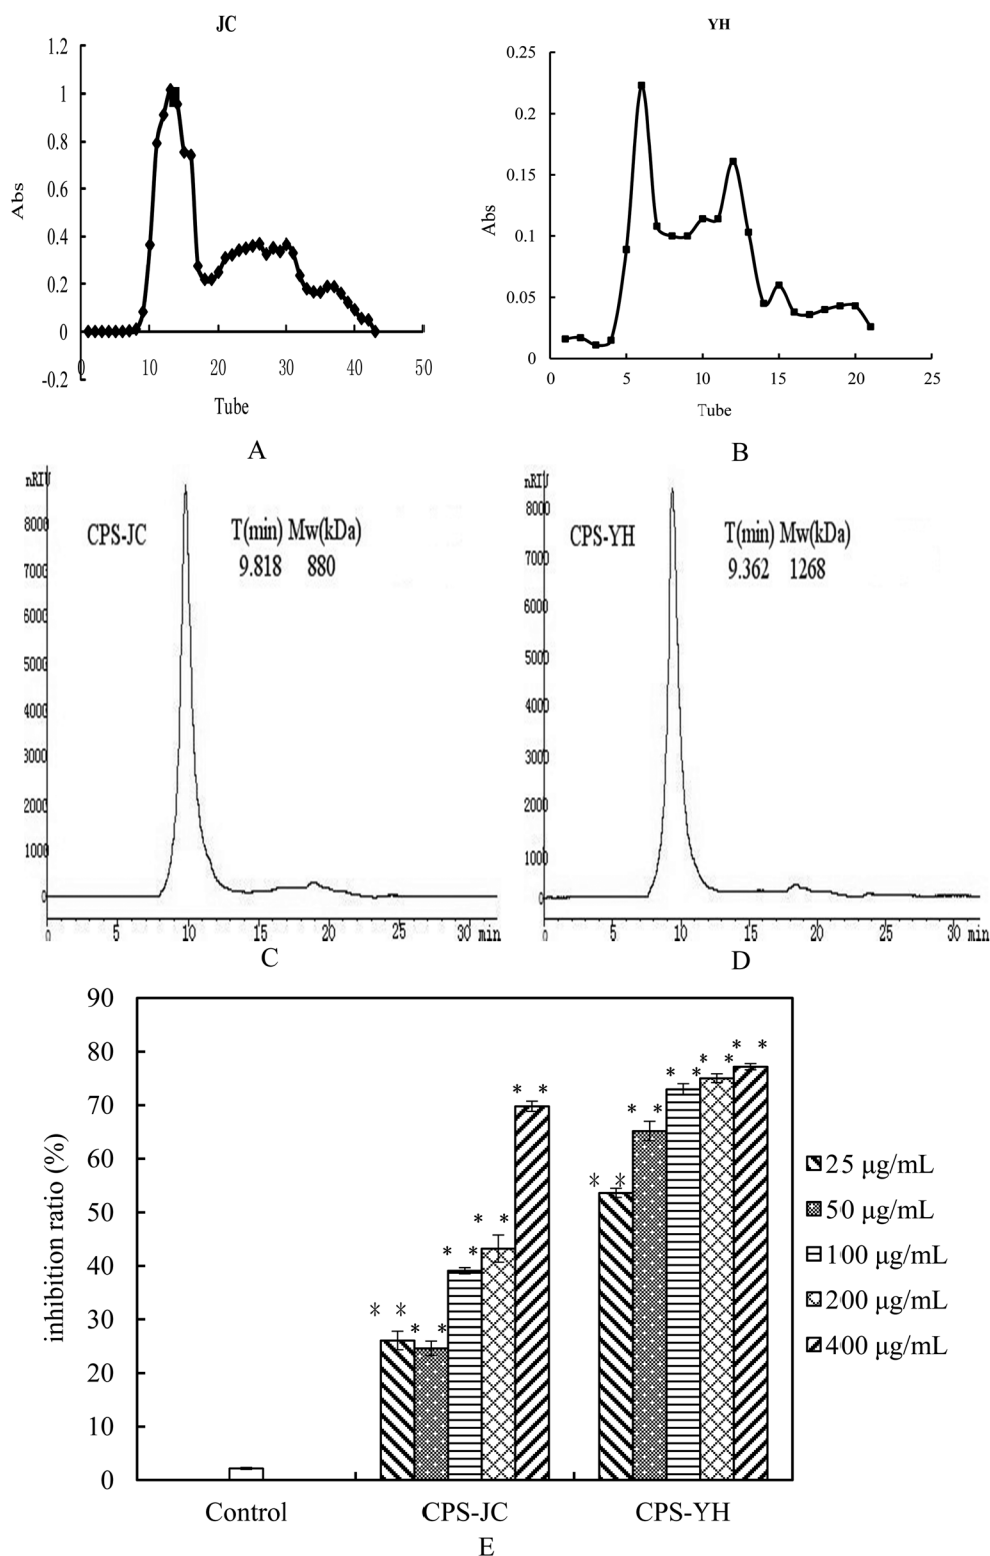 JC
1.2
1
0.8
0.6
0.4
0.2
0
-0.2
Abs
0 10 20 30 40 50
Tube
A
YH
0.25
0.2
0.15
0.1
0.05
0
Abs
0 5 10 15 20 25
Tube
B
nRIU
8000
7000
6000
5000
4000
3000
2000
1000
0
CPS-JC
T(min) Mw(kDa)
9.818 880
0 5 10 15 20 25 30 min
C
nRIU
8000
7000
6000
5000
4000
3000
2000
1000
0
CPS-YH
T(min) Mw(kDa)
9.362 1268
0 5 10 15 20 25 30 min
D
90
80
70
60
50
40
30
20
10
0
inhibition ratio (%)
* * * * * * * * * *
* * * * * * * * * *
Control CPS-JC CPS-YH
25 μg/mL
50 μg/mL
100 μg/mL
200 μg/mL
400 μg/mL
E